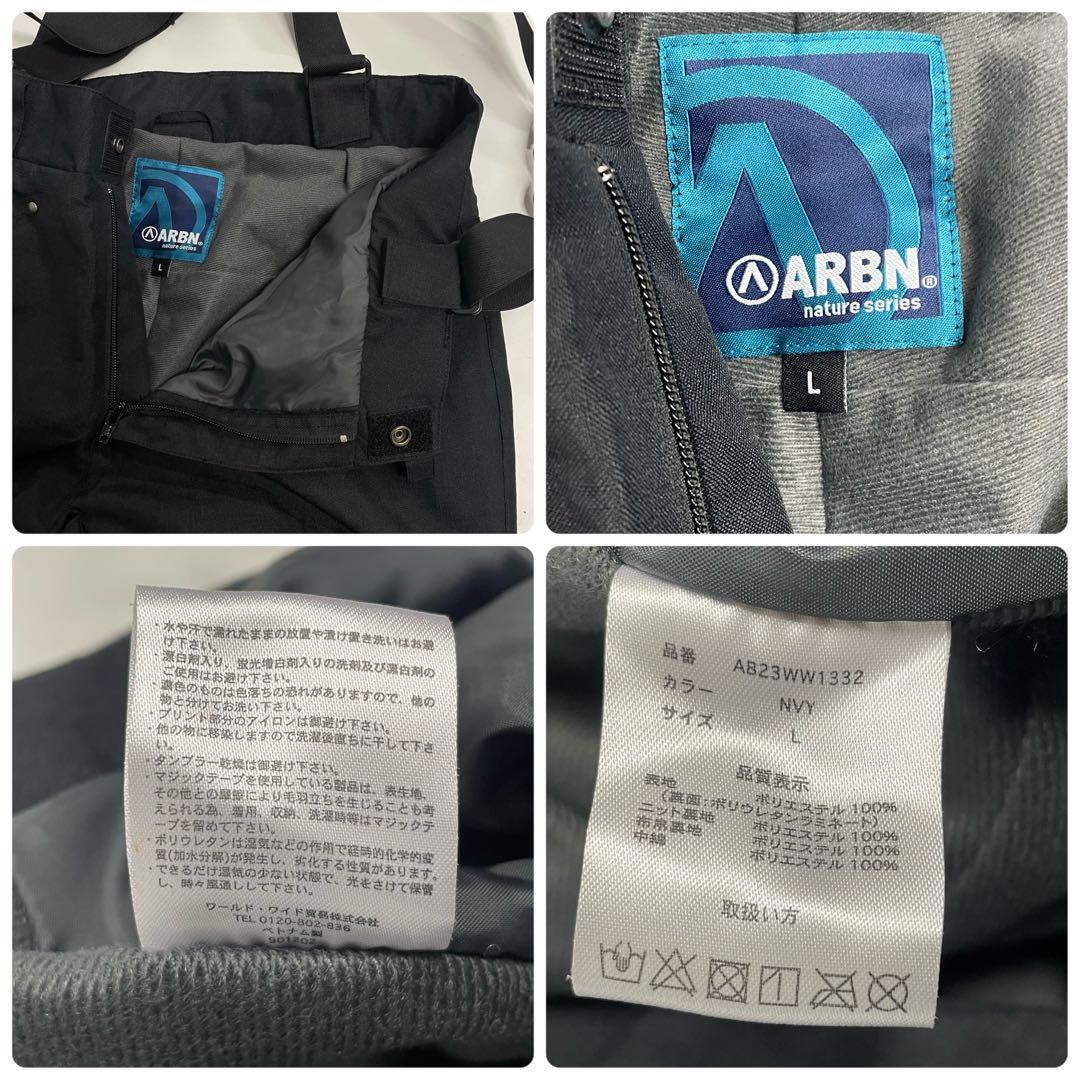 ARBN®
nature series
L
ARBN®
nature series
L
・水や汗で濡れたままの放置や漬け置き洗いはお避
け下さい。
漂白剤入り、蛍光増白剤入りの洗剤及び漂白剤の
ご使用はお避け下さい。
濃色のものは色落ちの恐れがありますので、他の
物と分けてお洗い下さい。
・プリント部分のアイロンは御避け下さい。
・他の物に移染しますので洗濯後直ちに干して下さ
い。
・タンブラー乾燥は御避け下さい。
・マジックテープを使用している製品は、表生地、
その他との摩擦により毛羽立ちを生じることも考
えられる為、着用、収納、洗濯時等はマジックテ
ープを留めて下さい。
・ポリウレタンは湿気などの作用で経時的化学的変
質(加水分解)が発生し、劣化する性質があります。
・できるだけ湿気の少ない状態で、光をさけて保管
し、時々風通しして下さい。
ワールド・ワイド貿易株式会社
TEL 0120-802-836
ベトナム製
901202
品番 AB23WW1332
カラー NVY
サイズ L
品質表示
表地 ポリエステル 100%
(裏面:ポリウレタンラミネート)
ニット裏地 ポリエステル 100%
布帛裏地 ポリエステル 100%
中綿 ポリエステル 100%
取扱い方